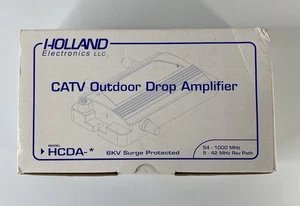 HOLLAND
Electronics LLC
CATV Outdoor Drop Amplifier
MODEL
HCDA-*
6KV Surge Protected
54 - 1000 MHz
5 - 42 MHz Rev Path